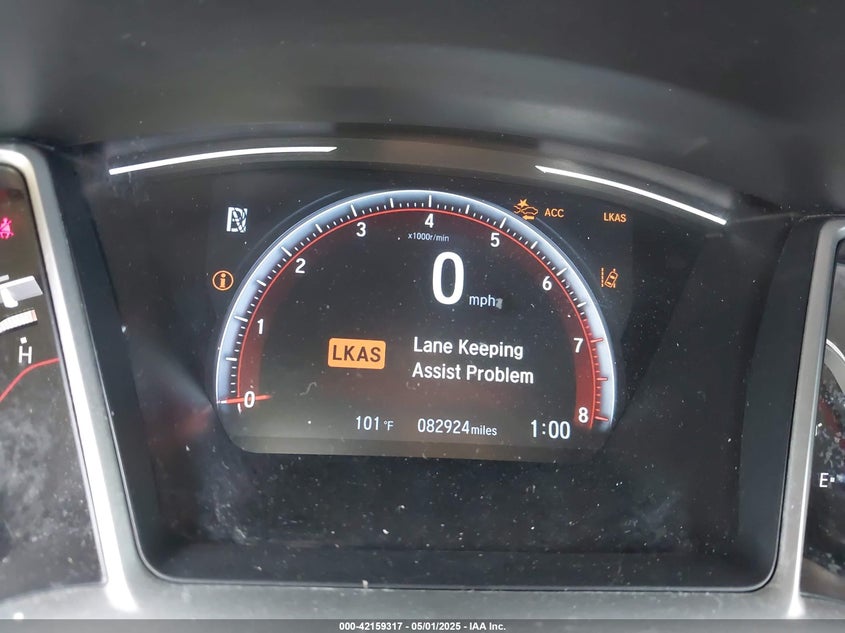 4
3
5
x1000r/min
2
6
1
7
0
8
ACC
LKAS
0 mph
LKAS
Lane Keeping
Assist Problem
101 °F
082924 miles
1:00
H
E
000-42159317 - 05/01/2025 - IAA Inc.